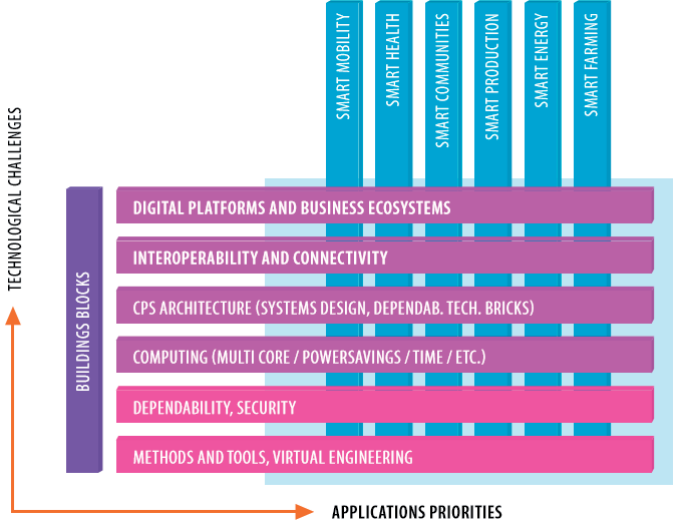 SMART MOBILITY
SMART HEALTH
SMART COMMUNITIES
SMART PRODUCTION
SMART ENERGY
SMART FARMING
TECHNOLOGICAL CHALLENGES
BUILDINGS BLOCKS
DIGITAL PLATFORMS AND BUSINESS ECOSYSTEMS
INTEROPERABILITY AND CONNECTIVITY
CPS ARCHITECTURE (SYSTEMS DESIGN, DEPENDAB. TECH. BRICKS)
COMPUTING (MULTI CORE / POWERSAVINGS / TIME / ETC.)
DEPENDABILITY, SECURITY
METHODS AND TOOLS, VIRTUAL ENGINEERING
APPLICATIONS PRIORITIES